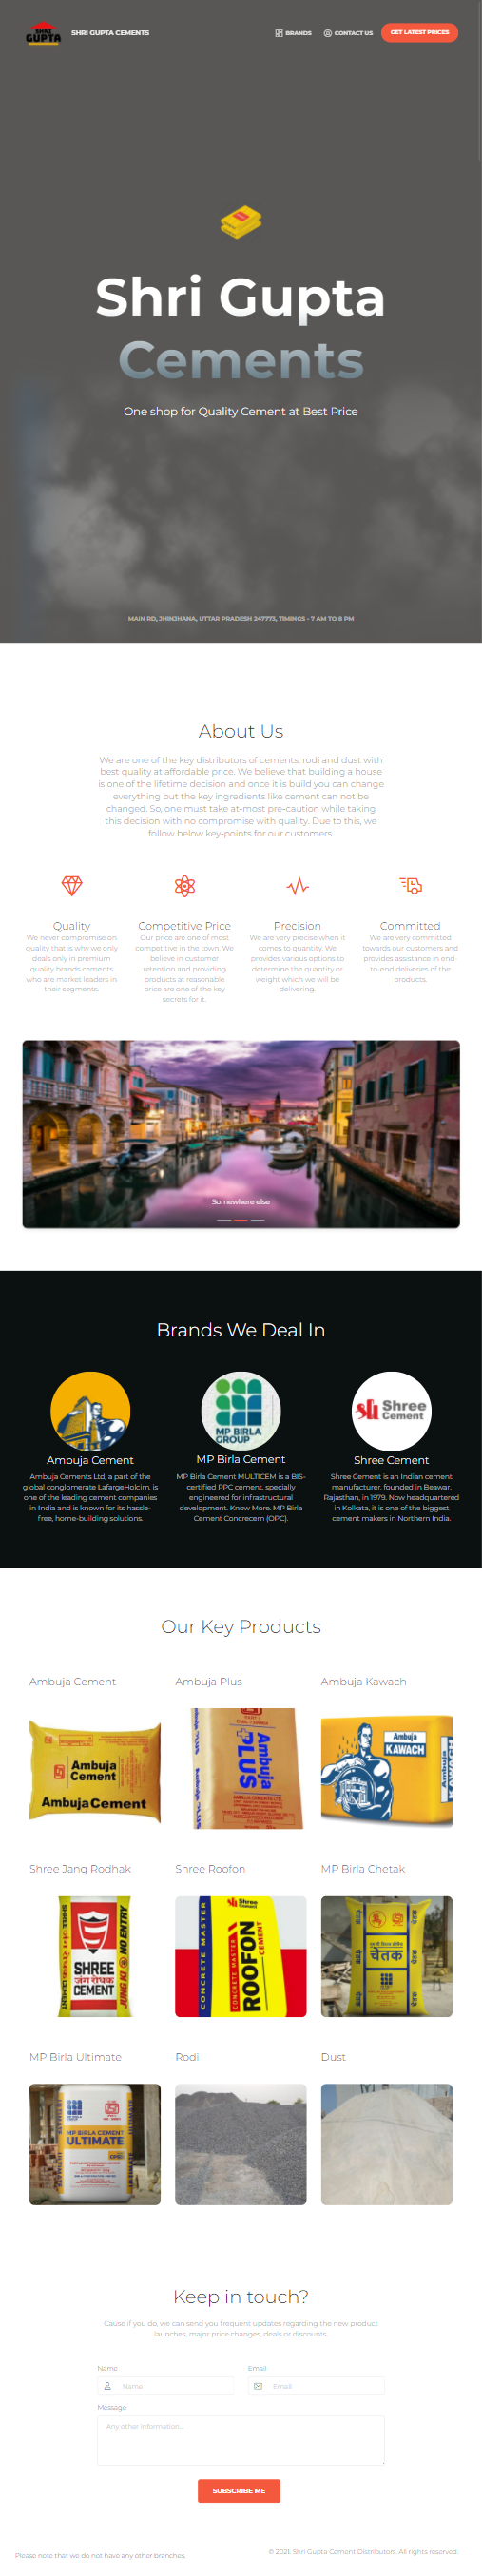 SHRI
GUPTA
SHRI GUPTA CEMENTS
BRANDS
CONTACT US
GET LATEST PRICES
Shri Gupta
Cements
One shop for Quality Cement at Best Price
MAIN RD, JHINJHANA, UTTAR PRADESH 247773, TIMINGS - 7 AM TO 8 PM
About Us
We are one of the key distributors of cements, rodi and dust with
best quality at affordable price. We believe that building a house
is one of the lifetime decision and once it is build you can change
everything but the key ingredients like cement can not be
changed. So, one must take at-most pre-caution while taking
this decision with no compromise with quality. Due to this, we
follow below key-points for our customers.
Quality
We never compromise on
quality that is why we only
deals only in premium
quality brands cements
who are market leaders in
their segments.
Competitive Price
Our price are one of most
competitive in the town. We
believe in customer
retention and providing
products at reasonable
price are one of the key
secrets for it.
Precision
We are very precise when it
comes to quantity. We
provides various options to
determine the quantity or
weight which we will be
delivering.
Committed
We are very committed
towards our customers and
provides assistance in end-
to end deliveries of the
products.
Somewhere else
Brands We Deal In
Ambuja Cement
Ambuja Cements Ltd, a part of the
global conglomerate LafargeHolcim, is
one of the leading cement companies
in India and is known for its hassle-
free, home-building solutions.
MP BIRLA
GROUP
MP Birla Cement
MP Birla Cement MULTICEM is a BIS-
certified PPC cement, specially
engineered for infrastructural
development. Know More. MP Birla
Cement Concrecem (OPC).
Shree
Cement
Shree Cement
Shree Cement is an Indian cement
manufacturer, founded in Beawar,
Rajasthan, in 1979. Now headquartered
in Kolkata, it is one of the biggest
cement makers in Northern India.
Our Key Products
Ambuja Cement
Ambuja
Cement
Ambuja Cement
Ambuja Plus
Ambuja
PLUS
Ambuja Kawach
Ambuja
KAWACH
Ambuja
Shree Jang Rodhak
SHREE
जंग रोधक
CEMENT
NO ENTRY
Shree Roofon
Shree
Cement
CONCRETE MASTER
CONCRETE MASTER
ROOFON
CEMENT
MP Birla Chetak
चेतक
MP Birla Ultimate
MP BIRLA CEMENT
ULTIMATE
Rodi
Dust
Keep in touch?
Cause if you do, we can send you frequent updates regarding the new product
launches, major price changes, deals or discounts.
Name
Email
Name
Email
Message
Any other information...
SUBSCRIBE ME
Please note that we do not have any other branches.
© 2021. Shri Gupta Cement Distributors. All rights reserved.